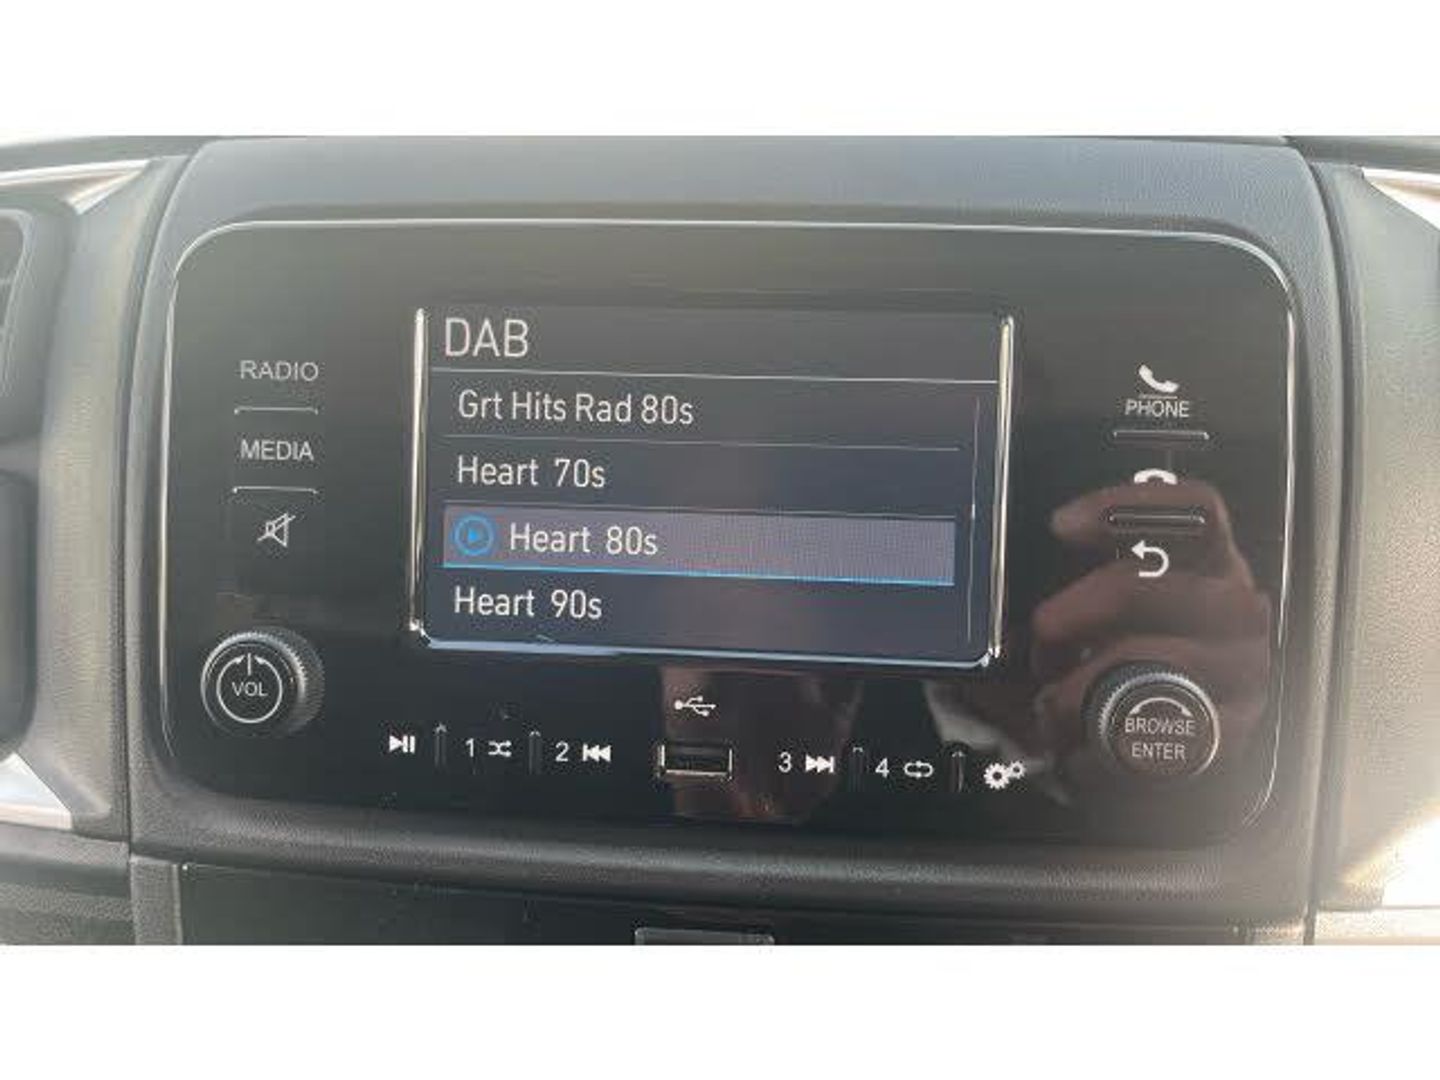 DAB
RADIO
Grt Hits Rad 80s
PHONE
MEDIA
Heart 70s
Heart 80s
Heart 90s
VOL
BROWSE
ENTER
1
2
3
4